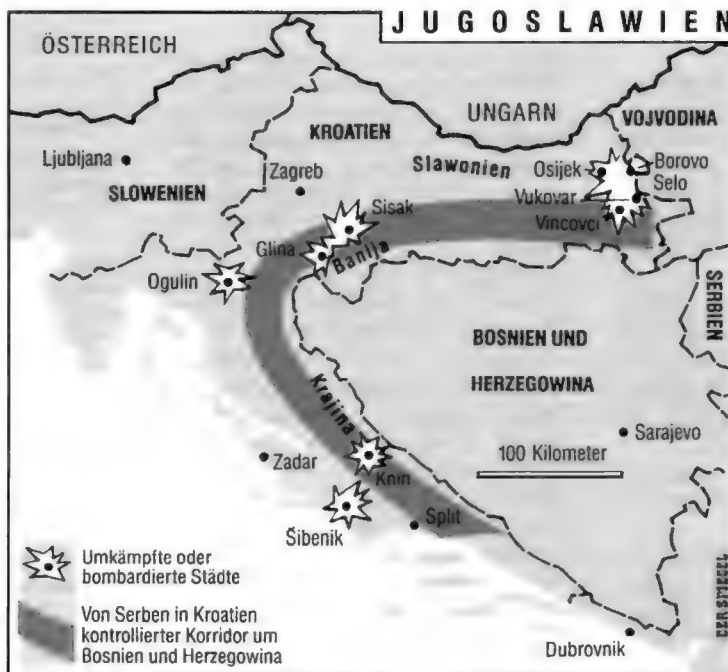 JUGOSLAWIEN
ÖSTERREICH
UNGARN
VOJVODINA
KROATIEN
Ljubljana
Slawonien
Osijek
Borovo
Selo
Zagreb
SLOWENIEN
Vukovar
Sisak
Vincovci
Glina
Banija
Ogulin
SERBIEN
BOSNIEN UND
HERZEGOWINA
Krajina
Sarajevo
100 Kilometer
Zadar
Knin
Split
Šibenik
Umkämpfte oder
bombardierte Städte
Von Serben in Kroatien
kontrollierter Korridor um
Bosnien und Herzegowina
Dubrovnik
DER SPIEGEL